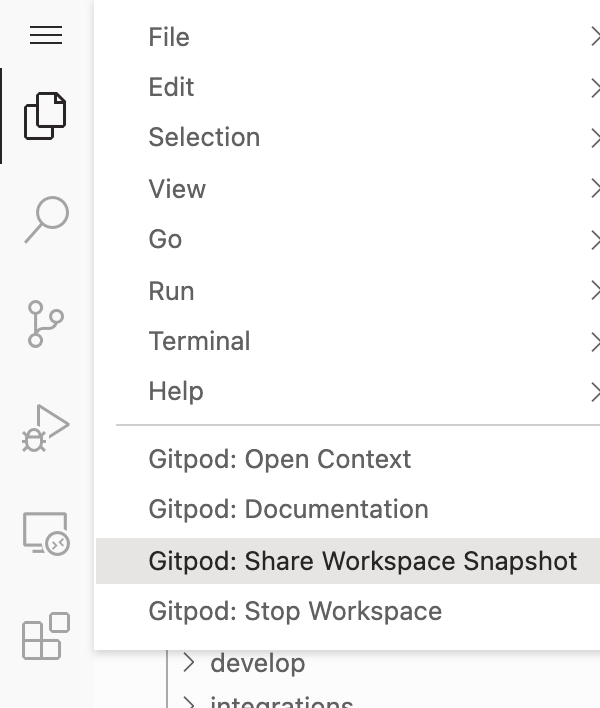 File
Edit
Selection
View
Go
Run
Terminal
Help
Gitpod: Open Context
Gitpod: Documentation
Gitpod: Share Workspace Snapshot
Gitpod: Stop Workspace
develop
integrations